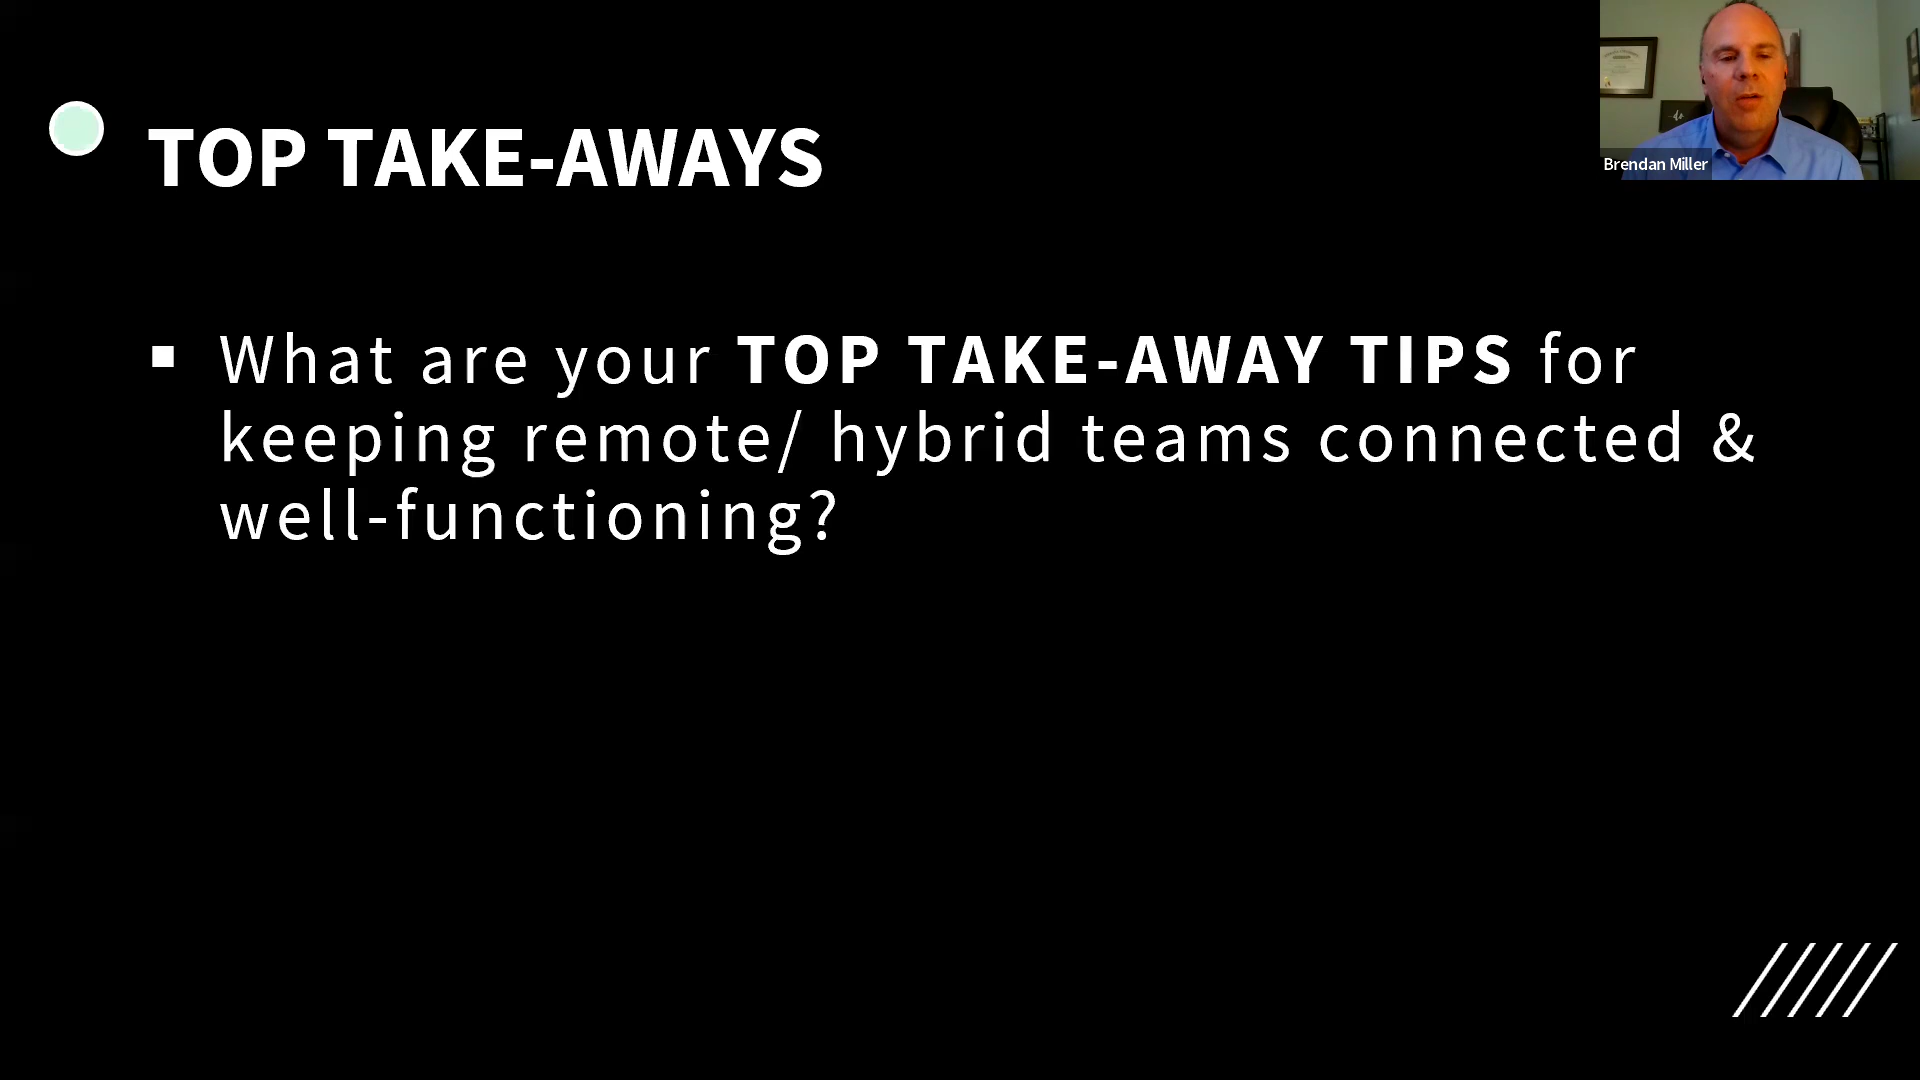 TOP TAKE-AWAYS
Brendan Miller
▪ What are your TOP TAKE-AWAY TIPS for
keeping remote/ hybrid teams connected &
well-functioning?